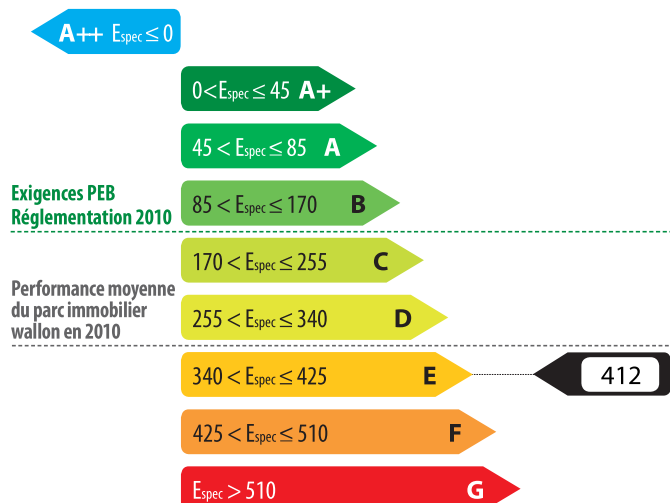 A++ Espec ≤ 0
0 < Espec ≤ 45 A+
45 < Espec ≤ 85 A
Exigences PEB
Réglementation 2010
85 < Espec ≤ 170 B
170 < Espec ≤ 255 C
Performance moyenne
du parc immobilier
wallon en 2010
255 < Espec ≤ 340 D
340 < Espec ≤ 425 E
412
425 < Espec ≤ 510 F
Espec > 510 G